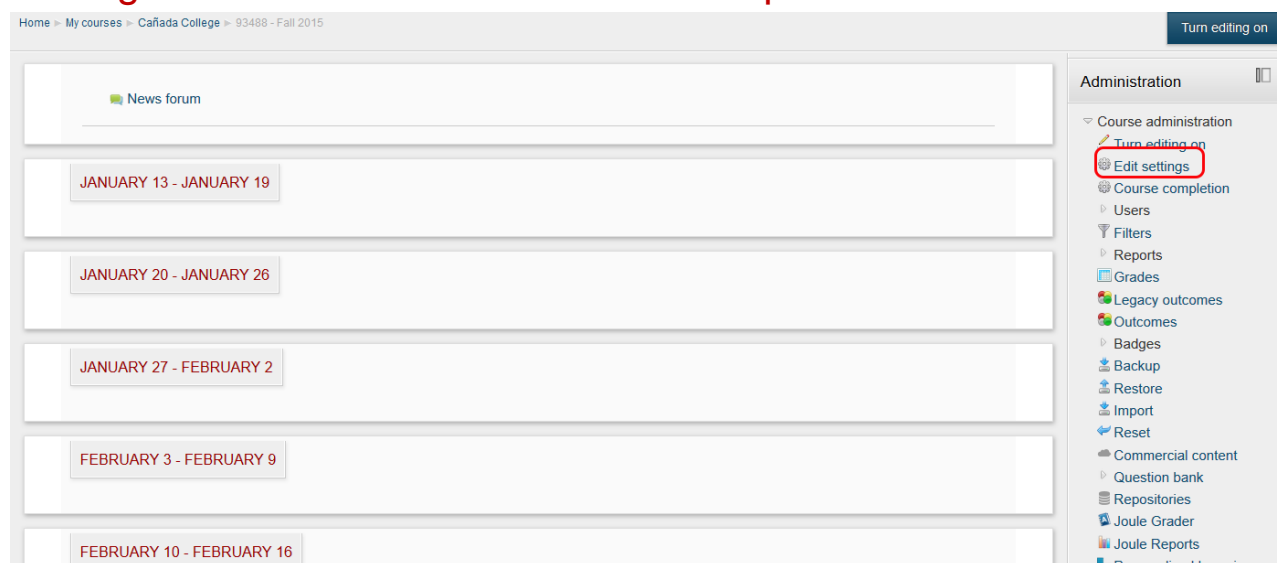 Home ▻ My courses ▻ Cañada College ▻ 93488 - Fall 2015
Turn editing on
News forum
JANUARY 13 - JANUARY 19
JANUARY 20 - JANUARY 26
JANUARY 27 - FEBRUARY 2
FEBRUARY 3 - FEBRUARY 9
FEBRUARY 10 - FEBRUARY 16
Administration
Course administration
Turn editing on
Edit settings
Course completion
Users
Filters
Reports
Grades
Legacy outcomes
Outcomes
Badges
Backup
Restore
Import
Reset
Commercial content
Question bank
Repositories
Joule Grader
Joule Reports